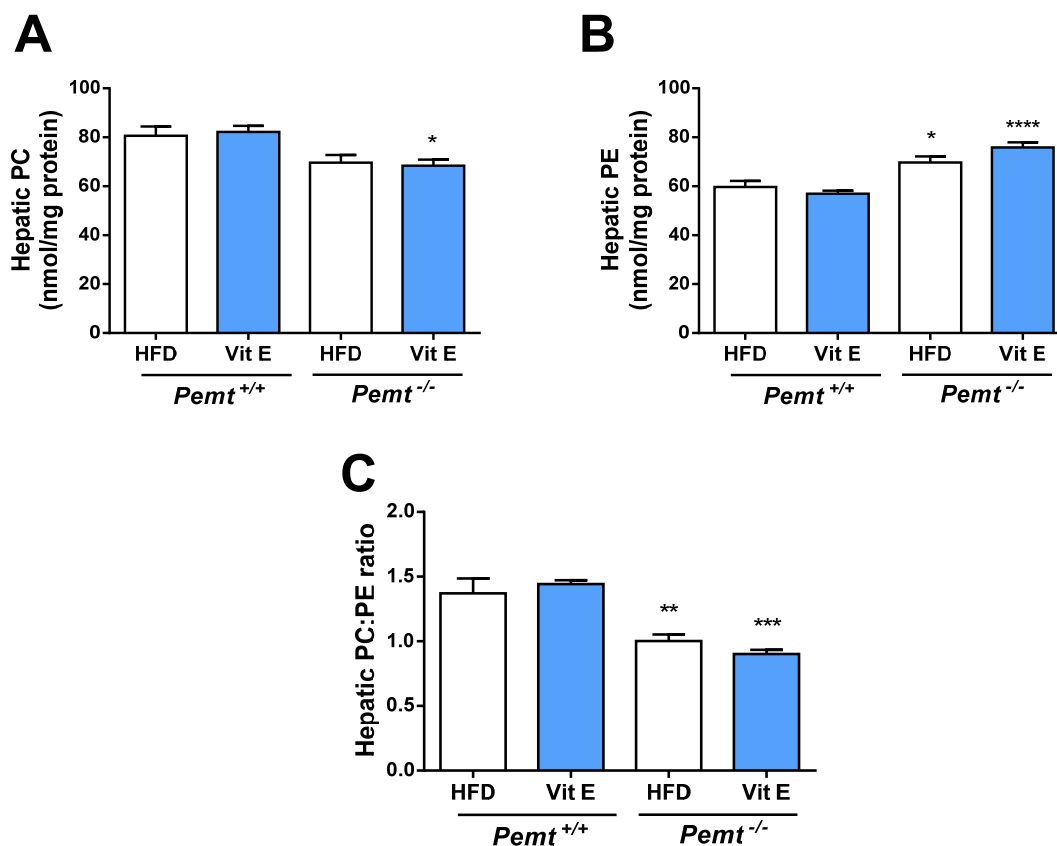 A
Hepatic PC
(nmol/mg protein)
100
80
60
40
20
0
*
HFD Vit E HFD Vit E
Pemt +/+ Pemt -/-
B
Hepatic PE
(nmol/mg protein)
100
80
60
40
20
0
* ****
HFD Vit E HFD Vit E
Pemt +/+ Pemt -/-
C
Hepatic PC:PE ratio
2.0
1.5
1.0
0.5
0.0
** ***
HFD Vit E HFD Vit E
Pemt +/+ Pemt -/-